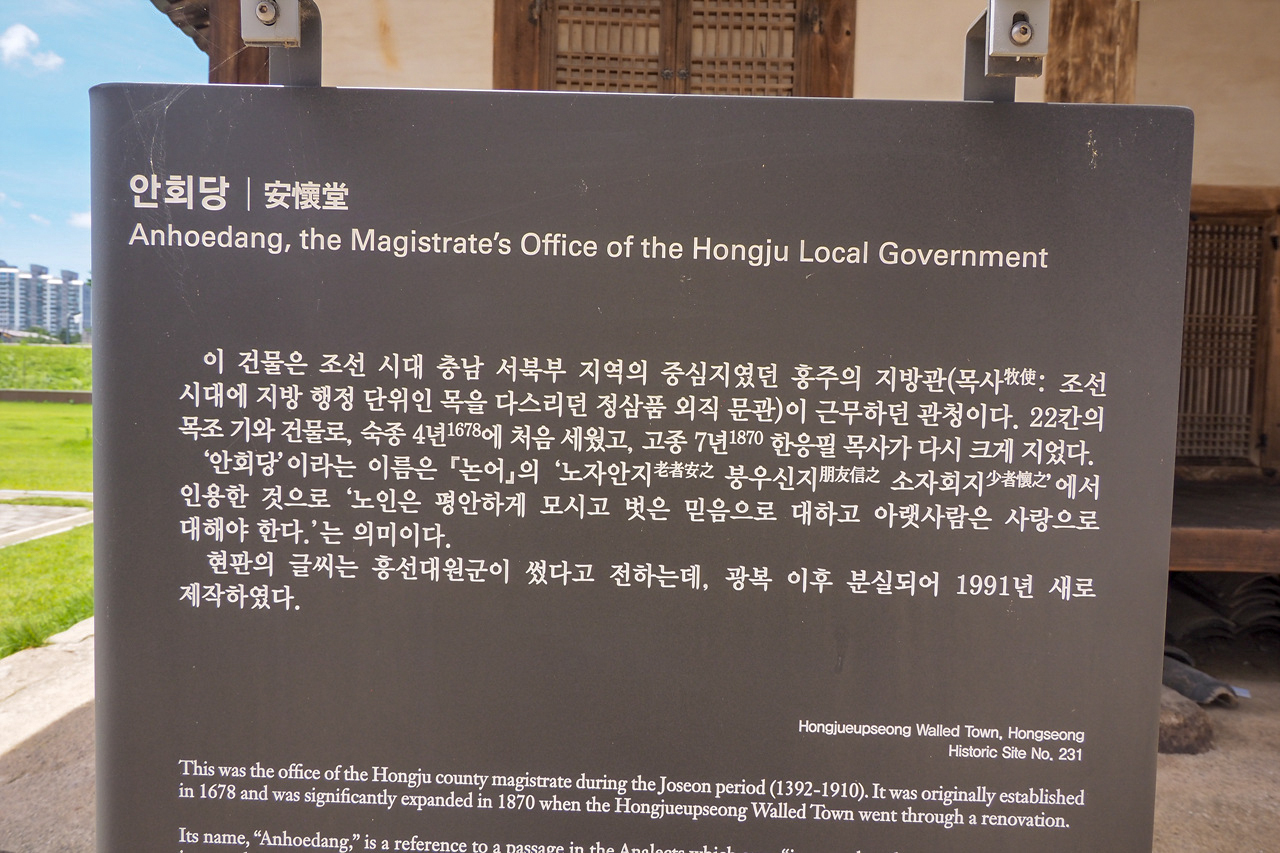 안회당 | 安懷堂
Anhoedang, the Magistrate's Office of the Hongju Local Government
이 건물은 조선 시대 충남 서북부 지역의 중심지였던 홍주의 지방관(목사牧使: 조선
시대에 지방 행정 단위인 목을 다스리던 정삼품 외직 문관)이 근무하던 관청이다. 22칸의
목조 기와 건물로, 숙종 4년1678에 처음 세웠고, 고종 7년1870 한응필 목사가 다시 크게 지었다.
'안회당'이라는 이름은 『논어』의 '노자안지老者安之 붕우신지朋友信之 소자회지少者懷之'에서
인용한 것으로 '노인은 평안하게 모시고 벗은 믿음으로 대하고 아랫사람은 사랑으로
대해야 한다.'는 의미이다.
현판의 글씨는 흥선대원군이 썼다고 전하는데, 광복 이후 분실되어 1991년 새로
제작하였다.
Hongjueupseong Walled Town, Hongseong
Historic Site No. 231
This was the office of the Hongju county magistrate during the Joseon period (1392-1910). It was originally established
in 1678 and was significantly expanded in 1870 when the Hongjueupseong Walled Town went through a renovation.
Its name, "Anhoedang," is a reference to a passage in the Analects which